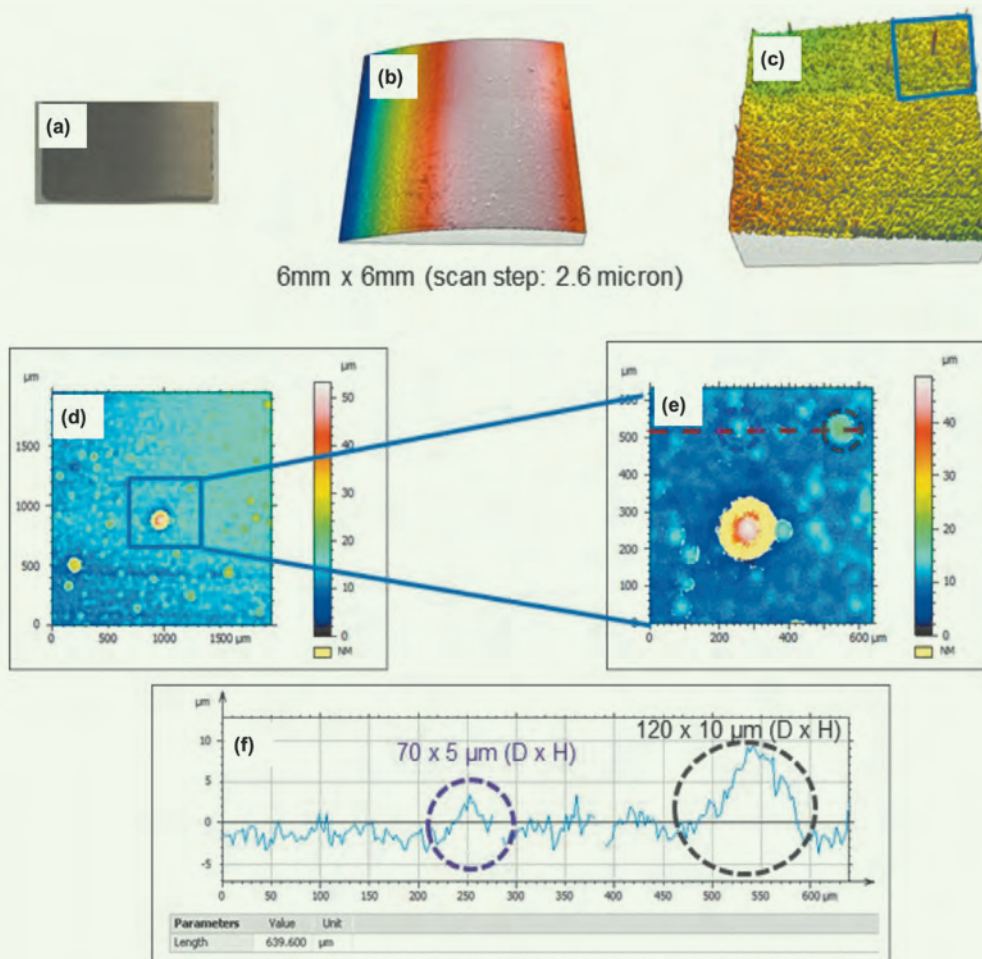 (a)
(b)
(c)
6mm x 6mm (scan step: 2.6 micron)
(d)
µm
1500
1000
500
0
0 500 1000 1500 µm
µm
50
40
30
20
10
0
NM
(e)
µm
500
400
300
200
100
0
0 200 400 600 µm
µm
40
30
20
10
0
NM
(f)
µm
10
5
0
-5
70 x 5 µm (D x H)
120 x 10 µm (D x H)
0 50 100 150 200 250 300 350 400 450 500 550 600 µm
Parameters Value Unit
Length 639.600 µm